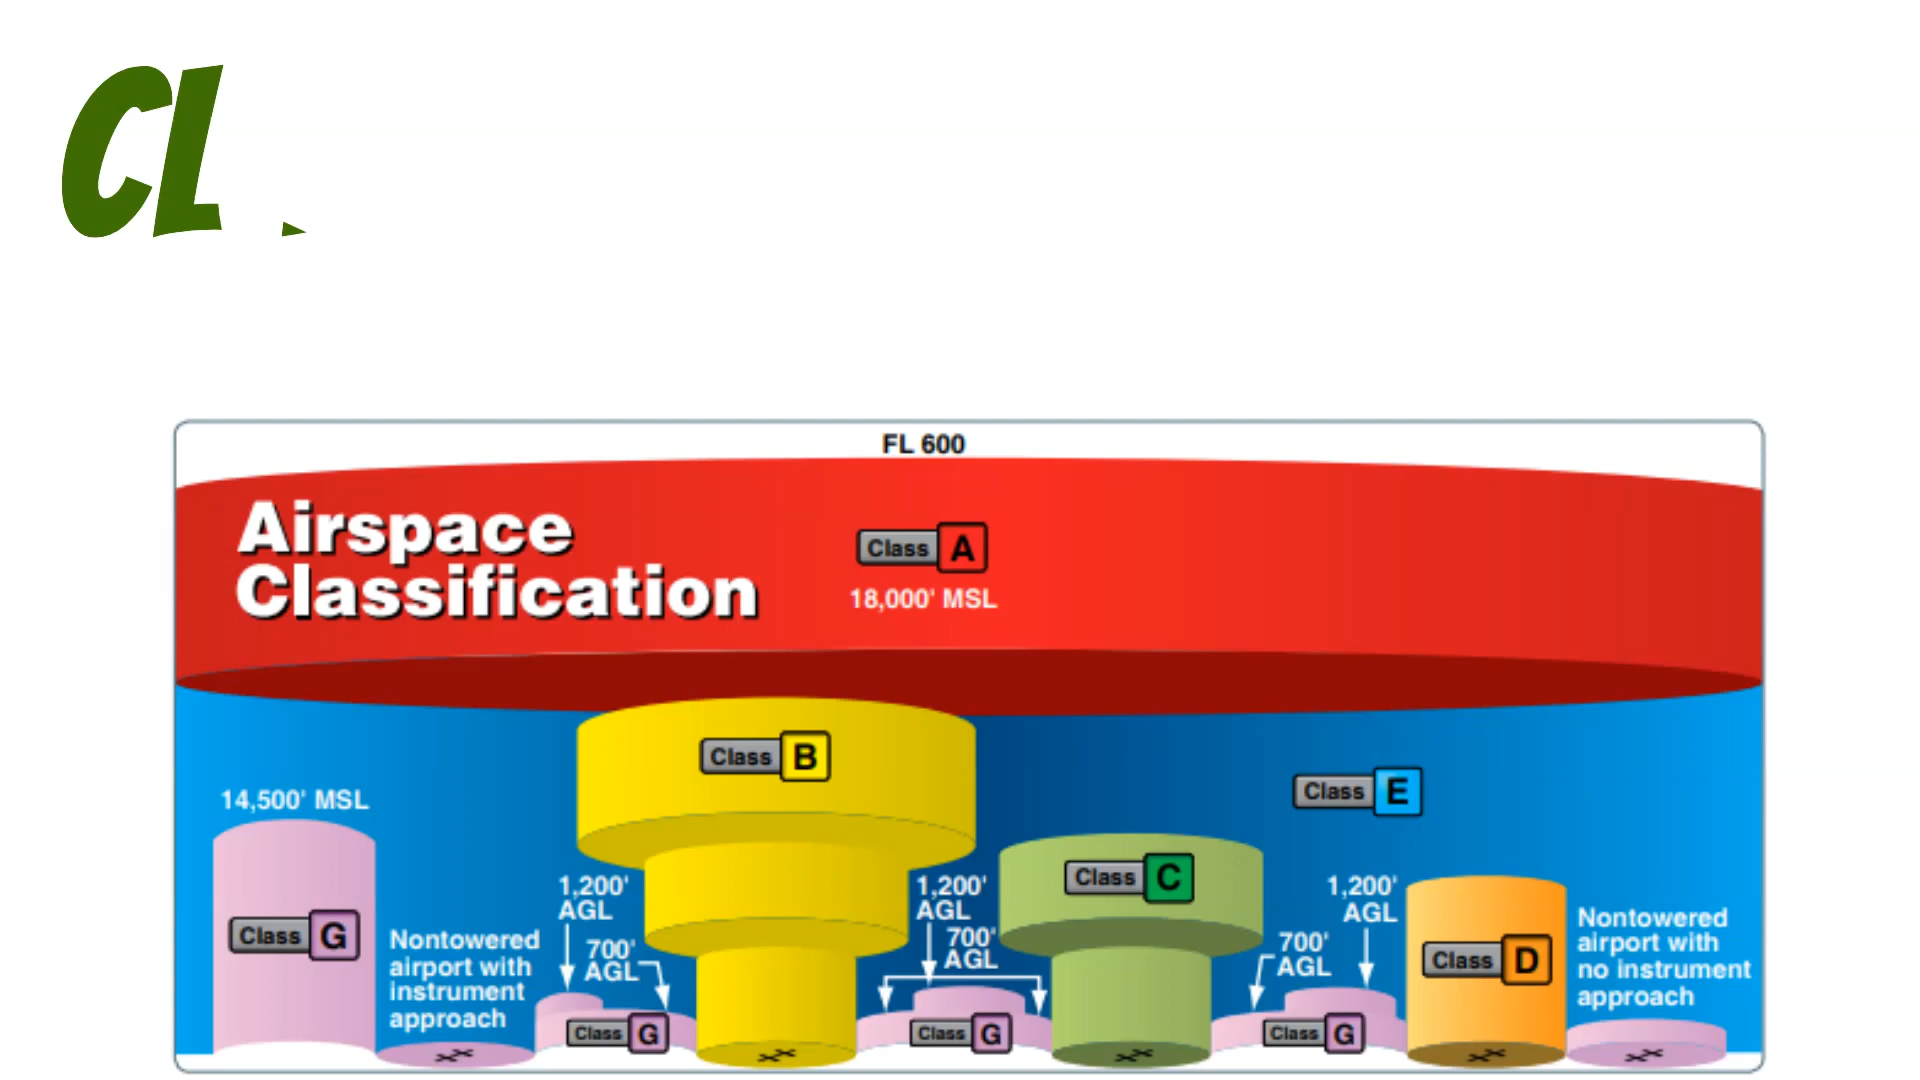 CL
FL 600
Airspace
Classification
Class A
18,000' MSL
Class B
Class E
14,500' MSL
Class C
1,200'
AGL
1,200'
AGL
1,200'
AGL
Class G
Nontowered
airport with
instrument
approach
700'
AGL
700'
AGL
700'
AGL
Class D
Nontowered
airport with
no instrument
approach
Class G
Class G
Class G